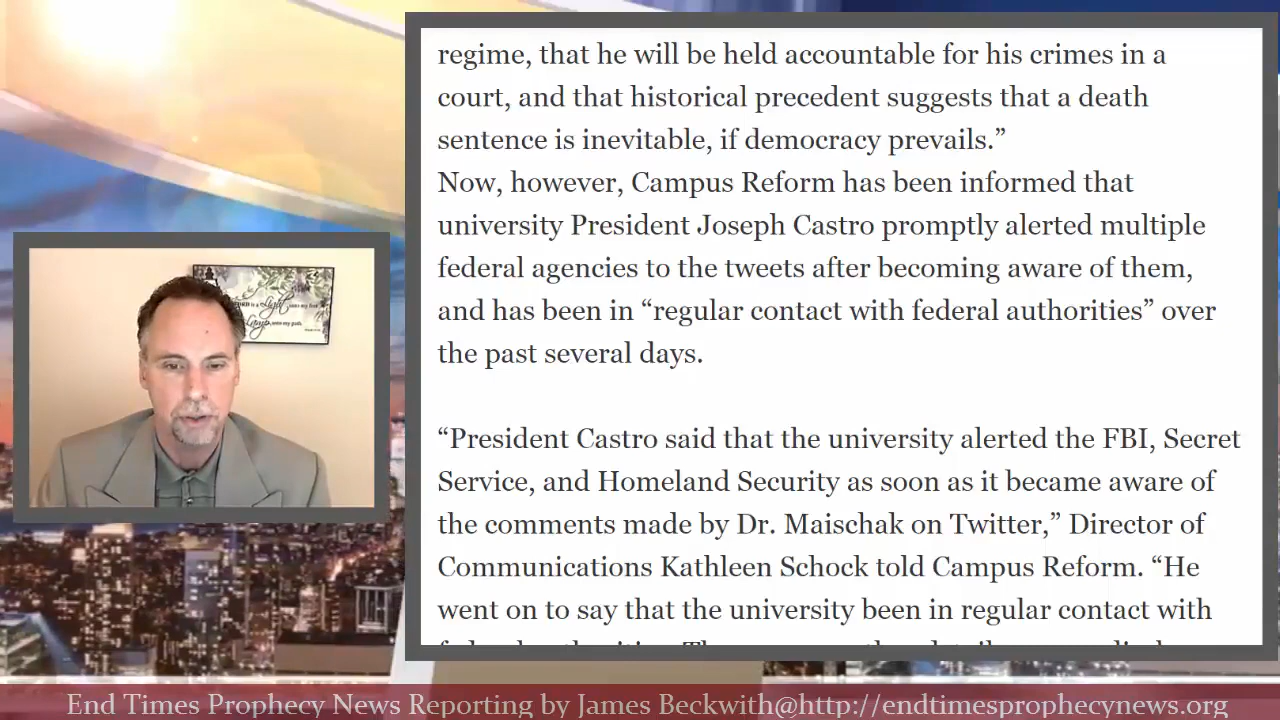 regime, that he will be held accountable for his crimes in a
court, and that historical precedent suggests that a death
sentence is inevitable, if democracy prevails.”
Now, however, Campus Reform has been informed that
university President Joseph Castro promptly alerted multiple
federal agencies to the tweets after becoming aware of them,
and has been in “regular contact with federal authorities” over
the past several days.
“President Castro said that the university alerted the FBI, Secret
Service, and Homeland Security as soon as it became aware of
the comments made by Dr. Maischak on Twitter,” Director of
Communications Kathleen Schock told Campus Reform. “He
went on to say that the university been in regular contact with
Light
Lamp
End Times Prophecy News Reporting by James Beckwith@http://endtimesprophecynews.org